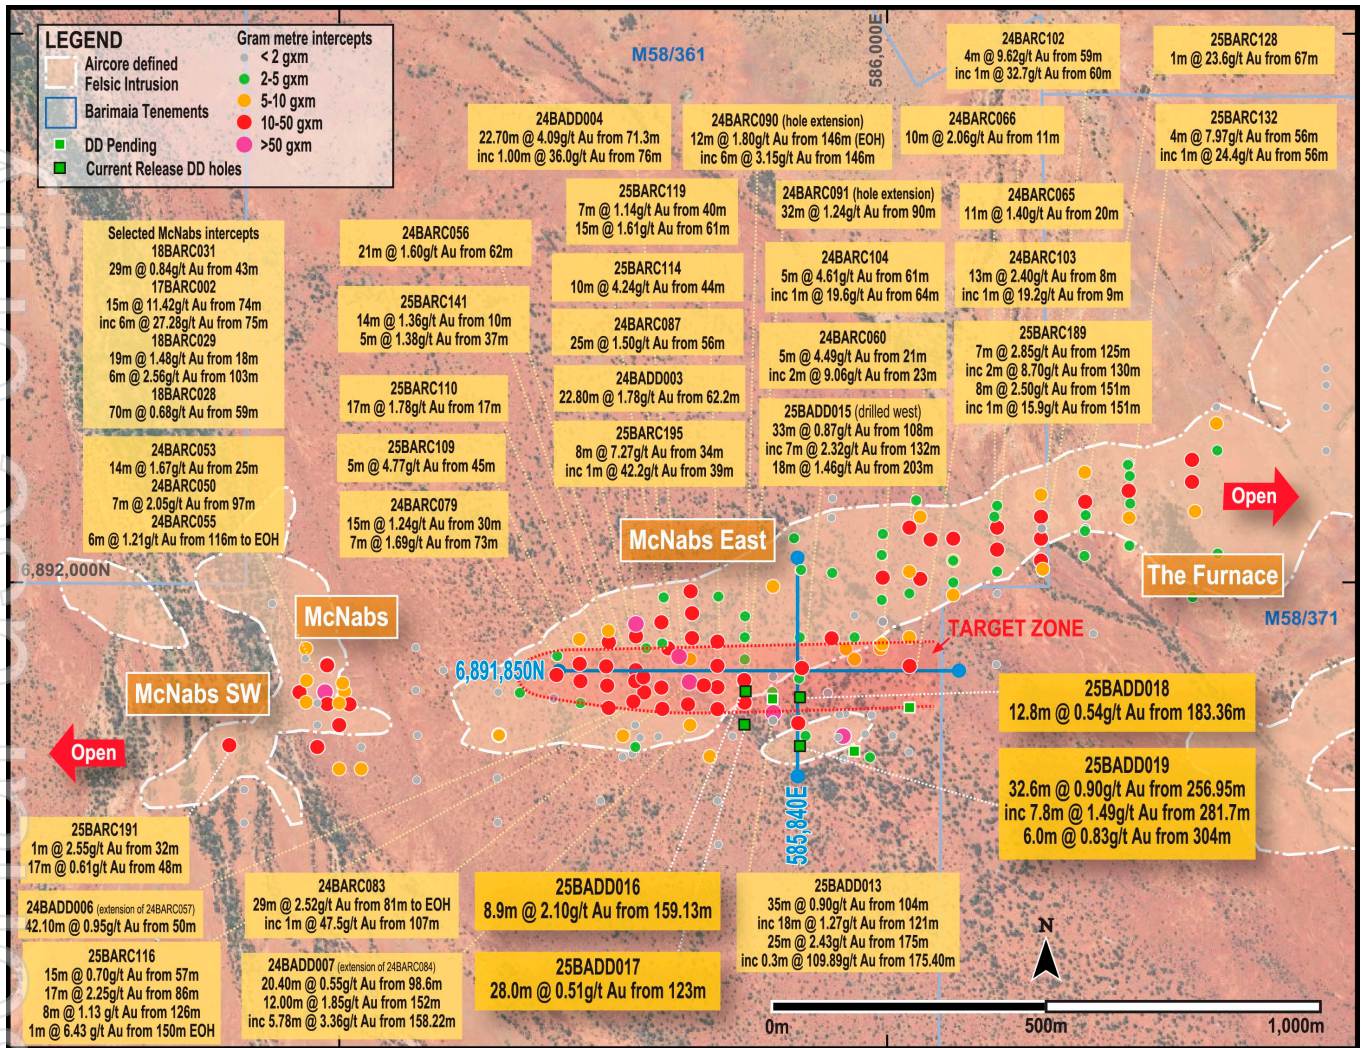 LEGEND
Aircore defined
Felsic Intrusion
Barimaia Tenements
DD Pending
Current Release DD holes
Gram metre intercepts
< 2 gxm
2-5 gxm
5-10 gxm
10-50 gxm
>50 gxm
M58/361
586,000E
24BARC102
4m @ 9.62g/t Au from 59m
inc 1m @ 32.7g/t Au from 60m
25BARC128
1m @ 23.6g/t Au from 67m
24BADD004
22.70m @ 4.09g/t Au from 71.3m
inc 1.00m @ 36.0g/t Au from 76m
24BARC090 (hole extension)
12m @ 1.80g/t Au from 146m (EOH)
inc 6m @ 3.15g/t Au from 146m
24BARC066
10m @ 2.06g/t Au from 11m
25BARC132
4m @ 7.97g/t Au from 56m
inc 1m @ 24.4g/t Au from 56m
25BARC119
7m @ 1.14g/t Au from 40m
15m @ 1.61g/t Au from 61m
24BARC091 (hole extension)
32m @ 1.24g/t Au from 90m
24BARC065
11m @ 1.40g/t Au from 20m
Selected McNabs intercepts
18BARC031
29m @ 0.84g/t Au from 43m
17BARC002
15m @ 11.42g/t Au from 74m
inc 6m @ 27.28g/t Au from 75m
18BARC029
19m @ 1.48g/t Au from 18m
6m @ 2.56g/t Au from 103m
18BARC028
70m @ 0.68g/t Au from 59m
24BARC056
21m @ 1.60g/t Au from 62m
25BARC114
10m @ 4.24g/t Au from 44m
24BARC104
5m @ 4.61g/t Au from 61m
inc 1m @ 19.6g/t Au from 64m
24BARC103
13m @ 2.40g/t Au from 8m
inc 1m @ 19.2g/t Au from 9m
25BARC141
14m @ 1.36g/t Au from 10m
5m @ 1.38g/t Au from 37m
24BARC087
25m @ 1.50g/t Au from 56m
24BARC060
5m @ 4.49g/t Au from 21m
inc 2m @ 9.06g/t Au from 23m
25BARC189
7m @ 2.85g/t Au from 125m
inc 2m @ 8.70g/t Au from 130m
8m @ 2.50g/t Au from 151m
inc 1m @ 15.9g/t Au from 151m
25BARC110
17m @ 1.78g/t Au from 17m
24BADD003
22.80m @ 1.78g/t Au from 62.2m
25BADD015 (drilled west)
33m @ 0.87g/t Au from 108m
inc 7m @ 2.32g/t Au from 132m
18m @ 1.46g/t Au from 203m
24BARC053
14m @ 1.67g/t Au from 25m
24BARC050
7m @ 2.05g/t Au from 97m
24BARC055
6m @ 1.21g/t Au from 116m to EOH
25BARC109
5m @ 4.77g/t Au from 45m
25BARC195
8m @ 7.27g/t Au from 34m
inc 1m @ 42.2g/t Au from 39m
24BARC079
15m @ 1.24g/t Au from 30m
7m @ 1.69g/t Au from 73m
Open
McNabs East
6,892,000N
The Furnace
McNabs
M58/371
TARGET ZONE
6,891,850N
McNabs SW
25BADD018
12.8m @ 0.54g/t Au from 183.36m
Open
25BADD019
32.6m @ 0.90g/t Au from 256.95m
inc 7.8m @ 1.49g/t Au from 281.7m
6.0m @ 0.83g/t Au from 304m
585,840E
25BARC191
1m @ 2.55g/t Au from 32m
17m @ 0.61g/t Au from 48m
24BADD006 (extension of 24BARC057)
42.10m @ 0.95g/t Au from 50m
24BARC083
29m @ 2.52g/t Au from 81m to EOH
inc 1m @ 47.5g/t Au from 107m
25BADD016
8.9m @ 2.10g/t Au from 159.13m
25BADD013
35m @ 0.90g/t Au from 104m
inc 18m @ 1.27g/t Au from 121m
25m @ 2.43g/t Au from 175m
inc 0.3m @ 109.89g/t Au from 175.40m
25BARC116
15m @ 0.70g/t Au from 57m
17m @ 2.25g/t Au from 86m
8m @ 1.13 g/t Au from 126m
1m @ 6.43 g/t Au from 150m EOH
24BADD007 (extension of 24BARC084)
20.40m @ 0.55g/t Au from 98.6m
12.00m @ 1.85g/t Au from 152m
inc 5.78m @ 3.36g/t Au from 158.22m
25BADD017
28.0m @ 0.51g/t Au from 123m
N
0m
500m
1,000m